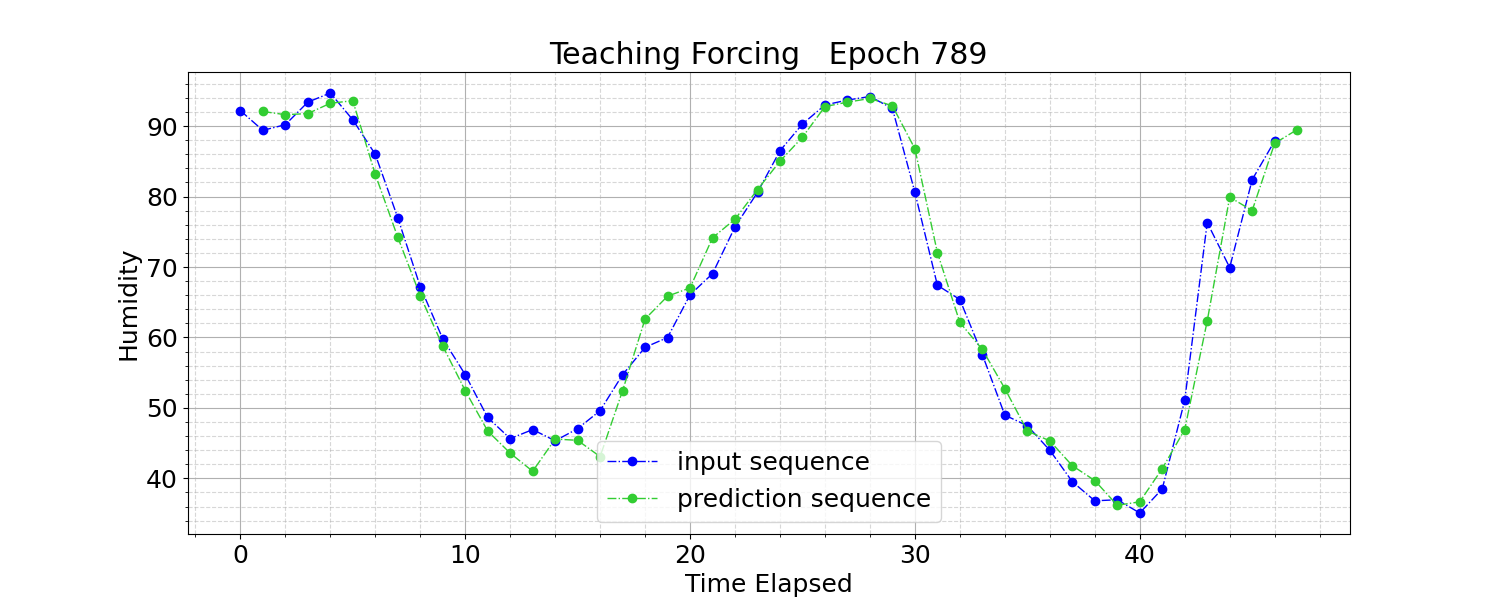 Teaching Forcing   Epoch 789
Humidity
90
80
70
60
50
40
input sequence
prediction sequence
0 10 20 30 40
Time Elapsed